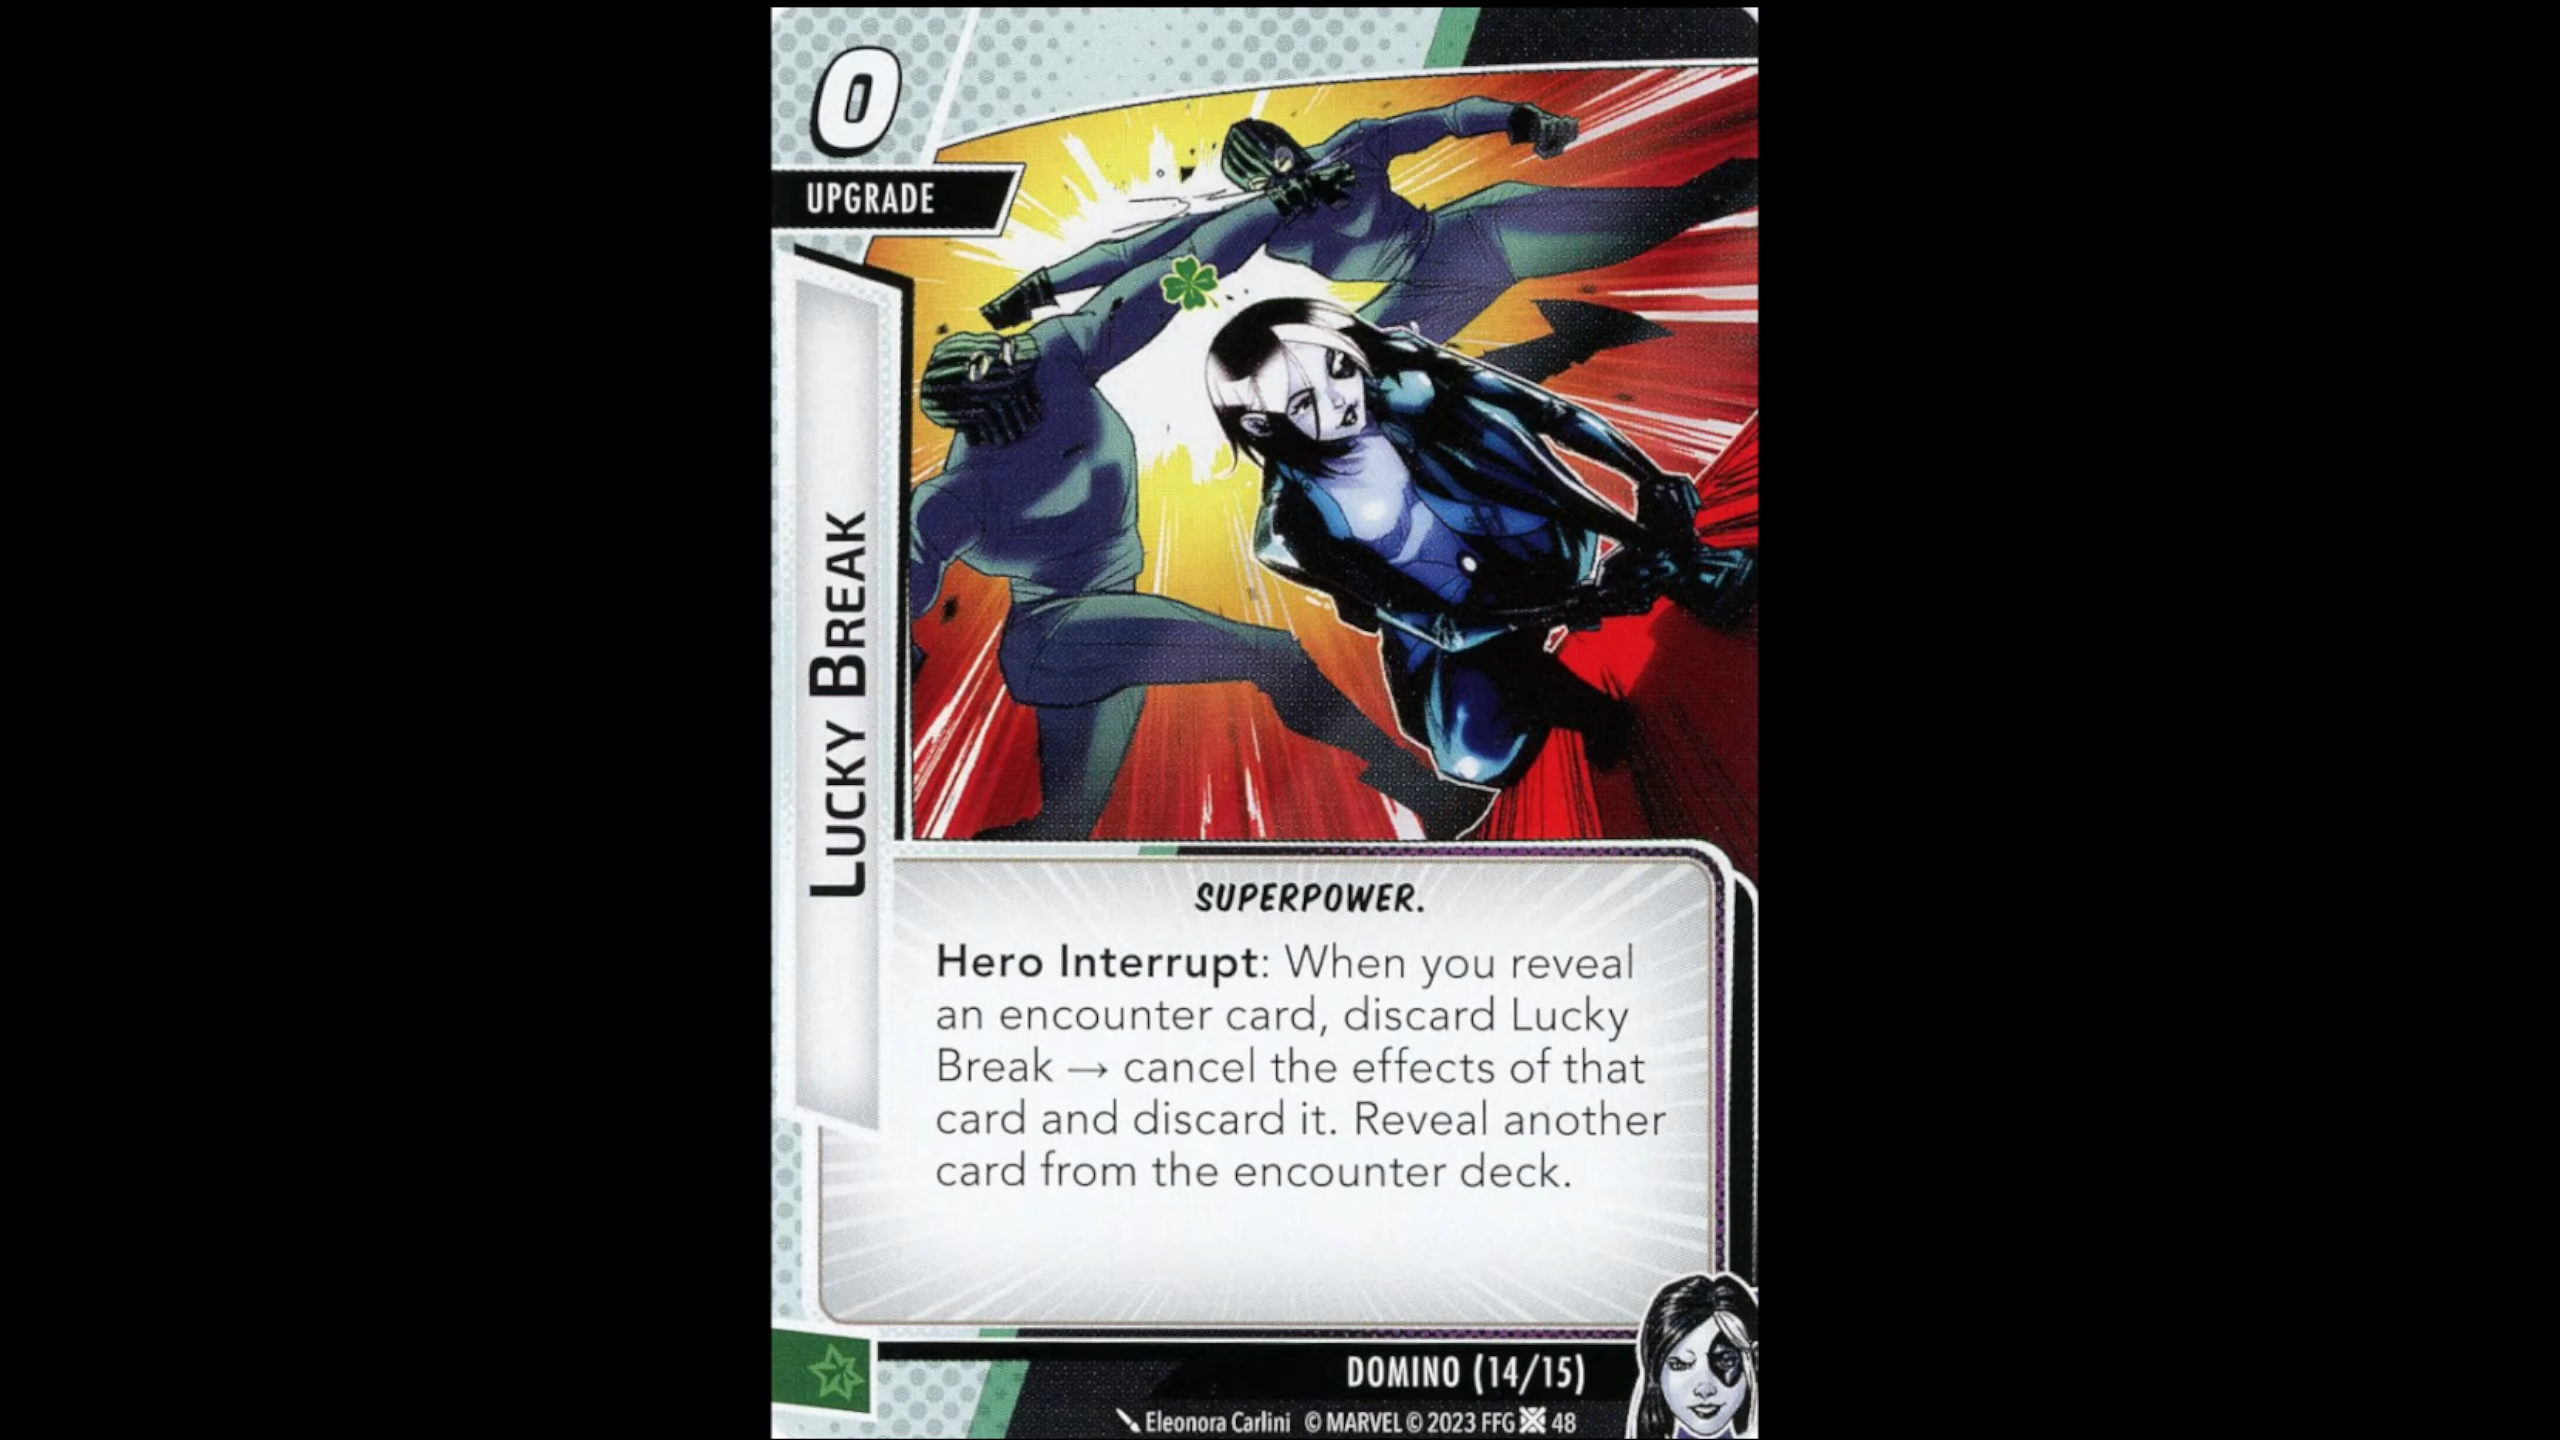 0
UPGRADE
LUCKY BREAK
SUPERPOWER.
Hero Interrupt: When you reveal
an encounter card, discard Lucky
Break → cancel the effects of that
card and discard it. Reveal another
card from the encounter deck.
DOMINO (14/15)
Eleonora Carlini © MARVEL © 2023 FFG 48